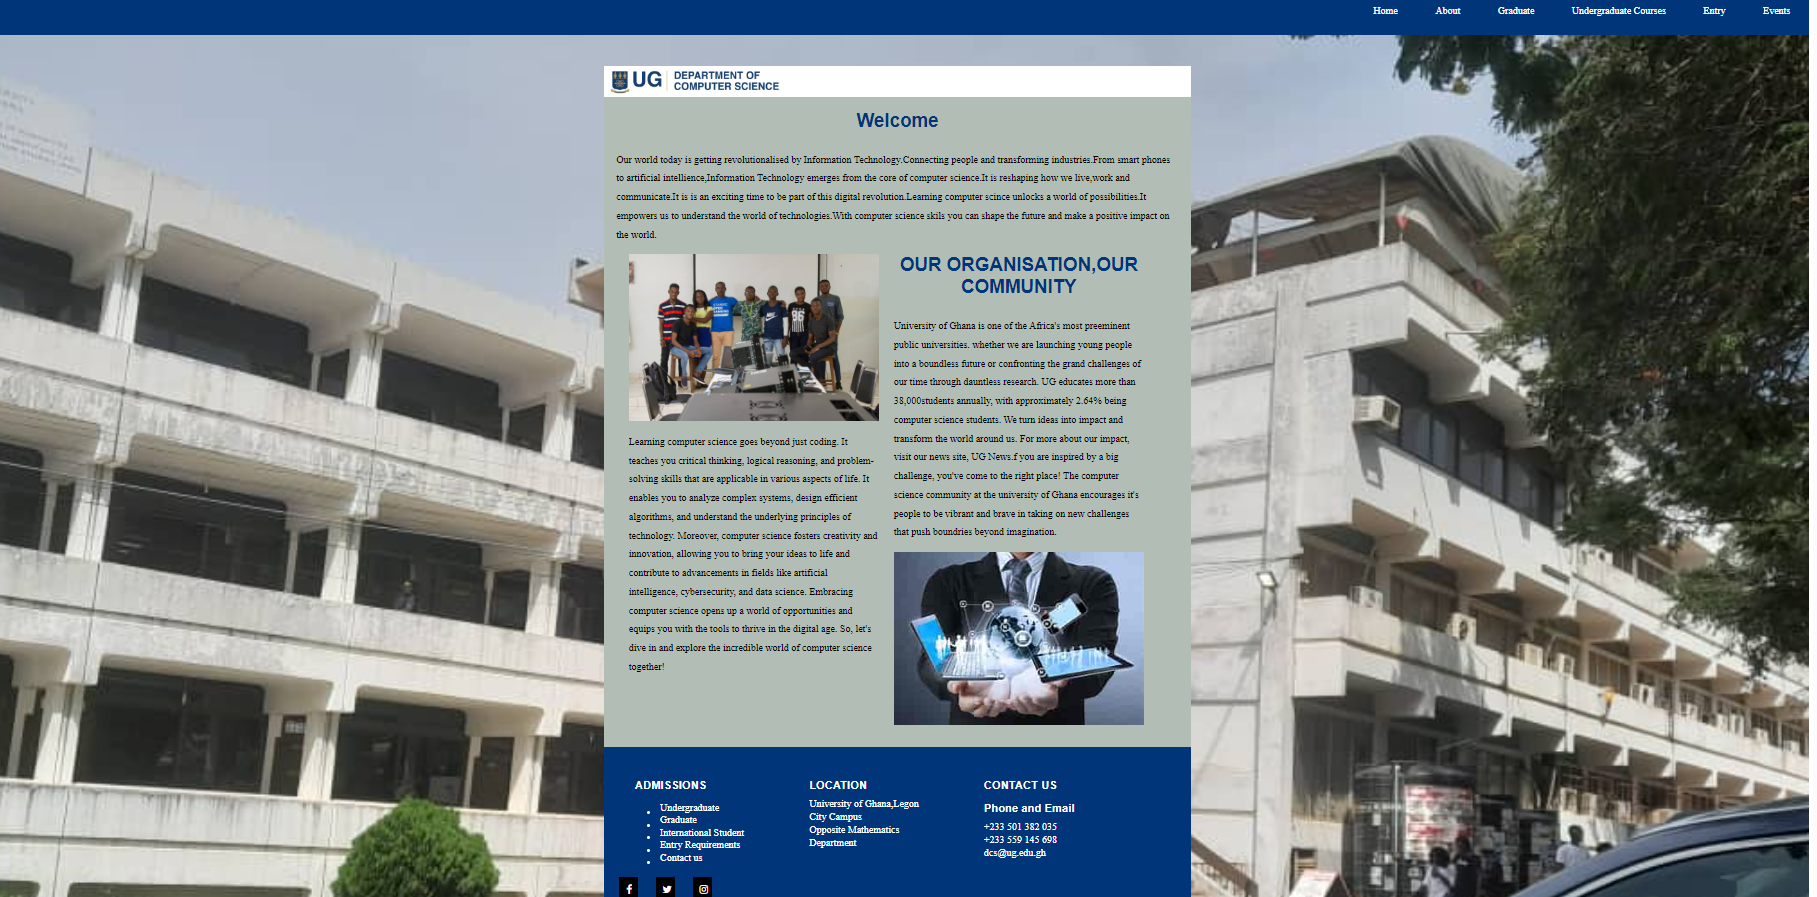 Home About Graduate Undergraduate Courses Entry Events
UG DEPARTMENT OF
COMPUTER SCIENCE
Welcome
Our world today is getting revolutionalised by Information Technology.Connecting people and transforming industries.From smart phones
to artificial intellience,Information Technology emerges from the core of computer science.It is reshaping how we live,work and
communicate.It is is an exciting time to be part of this digital revolution.Learning computer scince unlocks a world of possibilities.It
empowers us to understand the world of technologies.With computer science skils you can shape the future and make a positive impact on
the world.
Learning computer science goes beyond just coding. It
teaches you critical thinking, logical reasoning, and problem-
solving skills that are applicable in various aspects of life. It
enables you to analyze complex systems, design efficient
algorithms, and understand the underlying principles of
technology. Moreover, computer science fosters creativity and
innovation, allowing you to bring your ideas to life and
contribute to advancements in fields like artificial
intelligence, cybersecurity, and data science. Embracing
computer science opens up a world of opportunities and
equips you with the tools to thrive in the digital age. So, let's
dive in and explore the incredible world of computer science
together!
OUR ORGANISATION,OUR
COMMUNITY
University of Ghana is one of the Africa's most preeminent
public universities. whether we are launching young people
into a boundless future or confronting the grand challenges of
our time through dauntless research. UG educates more than
38,000students annually, with approximately 2.64% being
computer science students. We turn ideas into impact and
transform the world around us. For more about our impact,
visit our news site, UG News.f you are inspired by a big
challenge, you've come to the right place! The computer
science community at the university of Ghana encourages it's
people to be vibrant and brave in taking on new challenges
that push boundries beyond imagination.
ADMISSIONS
Undergraduate
Graduate
International Student
Entry Requirements
Contact us
LOCATION
University of Ghana,Legon
City Campus
Opposite Mathematics
Department
CONTACT US
Phone and Email
+233 501 382 035
+233 559 145 698
dcs@ug.edu.gh